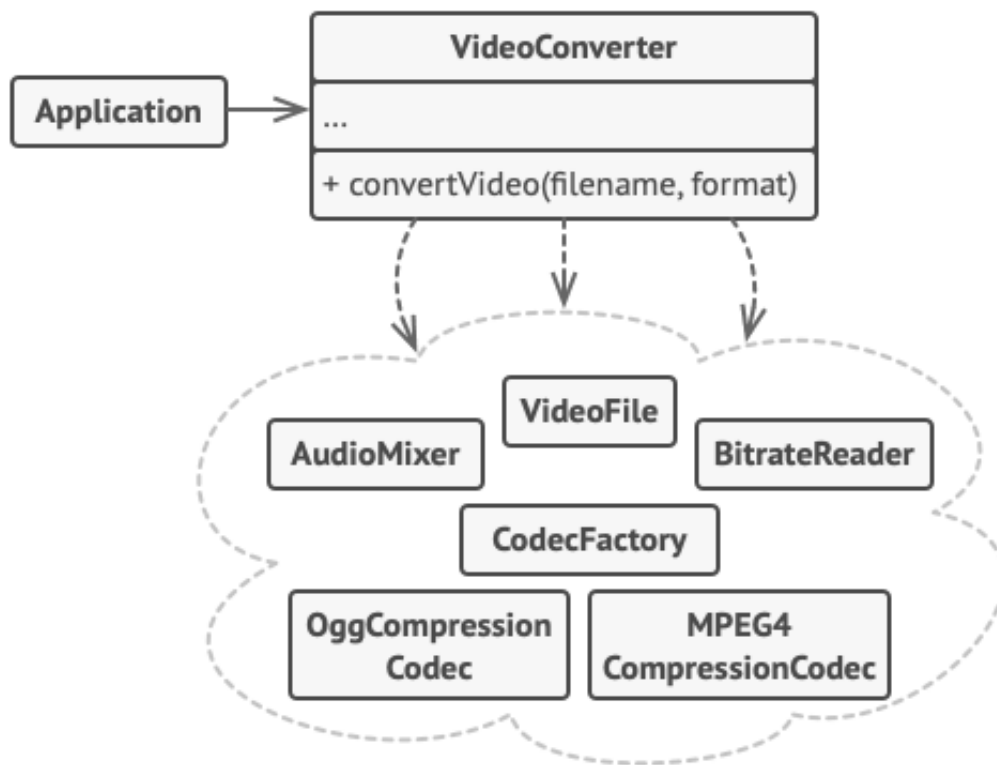 VideoConverter
Application
...
+ convertVideo(filename, format)
VideoFile
AudioMixer
BitrateReader
CodecFactory
OggCompression
Codec
MPEG4
CompressionCodec